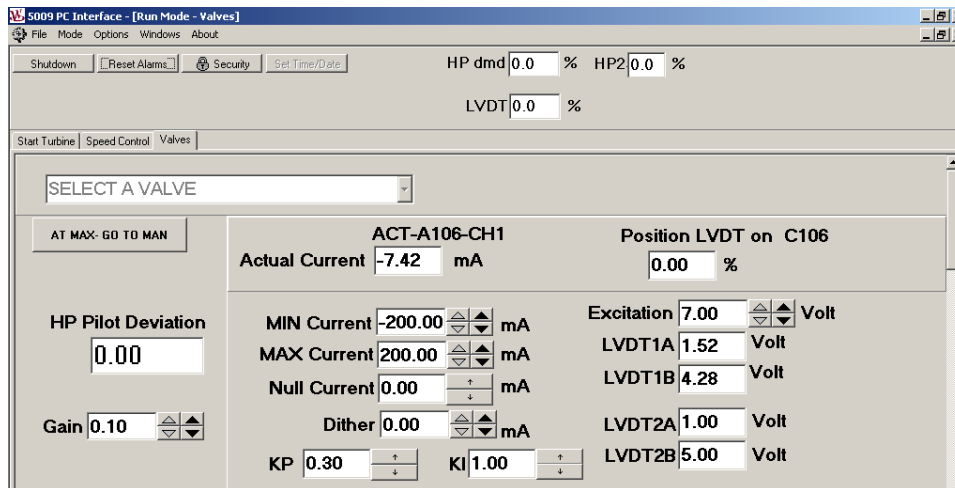 5009 PC Interface - [Run Mode - Valves]
File Mode Options Windows About
Shutdown Reset Alarms Security Set Time/Date
HP dmd 0.0 % HP2 0.0 %
LVDT 0.0 %
Start Turbine Speed Control Valves
SELECT A VALVE
AT MAX- GO TO MAN
ACT-A106-CH1
Actual Current -7.42 mA
Position LVDT on C106
0.00 %
HP Pilot Deviation
0.00
Gain 0.10
MIN Current -200.00 mA
MAX Current 200.00 mA
Null Current 0.00 mA
Dither 0.00 mA
KP 0.30 KI 1.00
Excitation 7.00 Volt
LVDT1A 1.52 Volt
LVDT1B 4.28 Volt
LVDT2A 1.00 Volt
LVDT2B 5.00 Volt